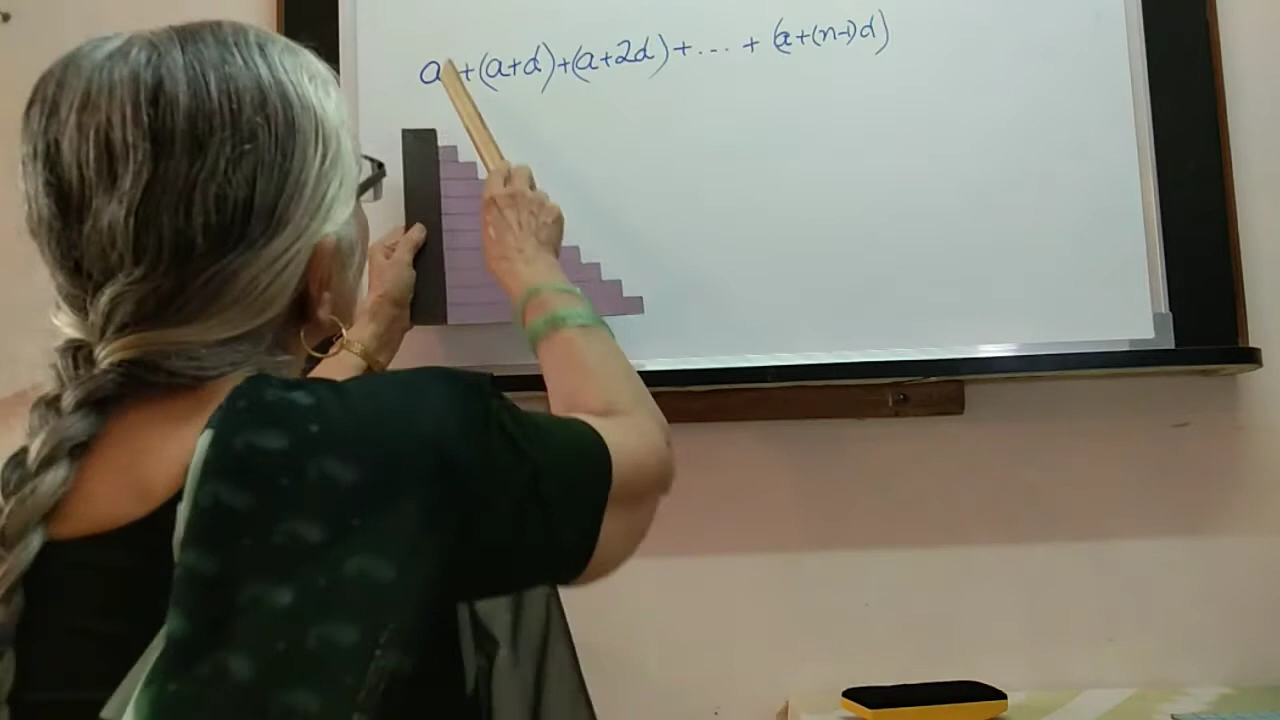 a + (a+d) + (a+2d) + ... + (a+(n-1)d)